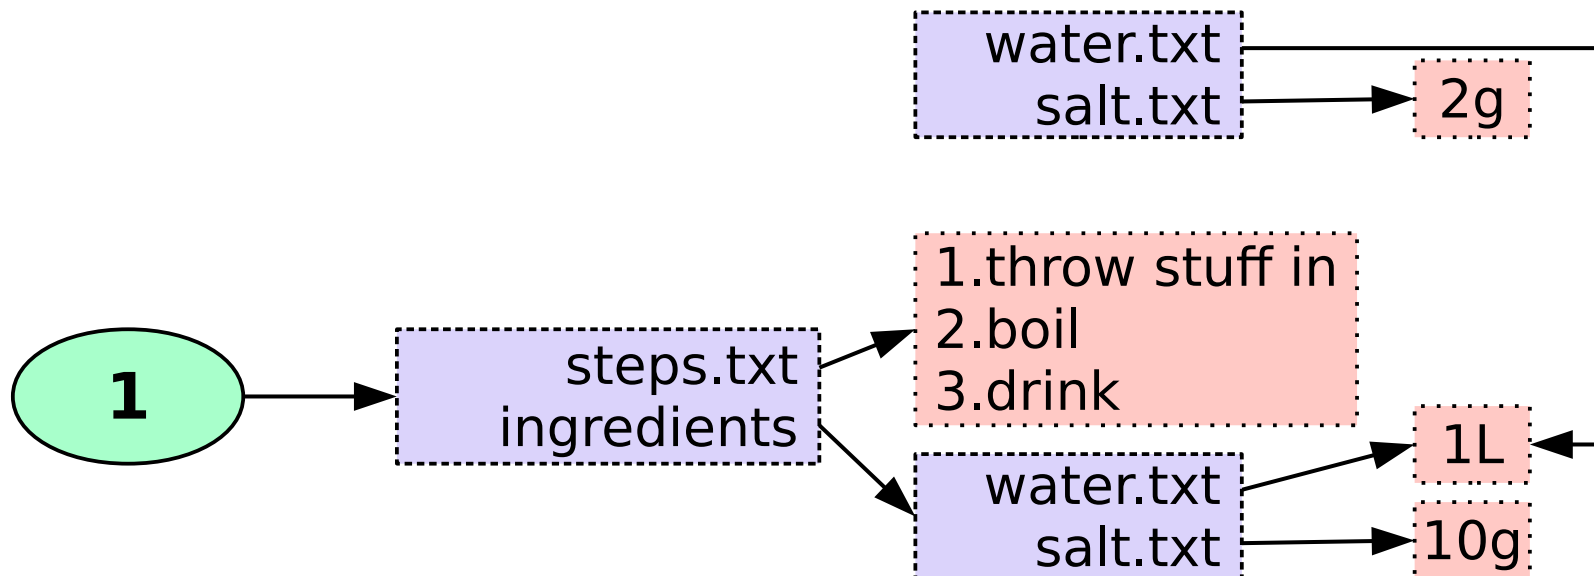 water.txt
salt.txt
2g
1
steps.txt
ingredients
1.throw stuff in
2.boil
3.drink
water.txt
salt.txt
1L
10g